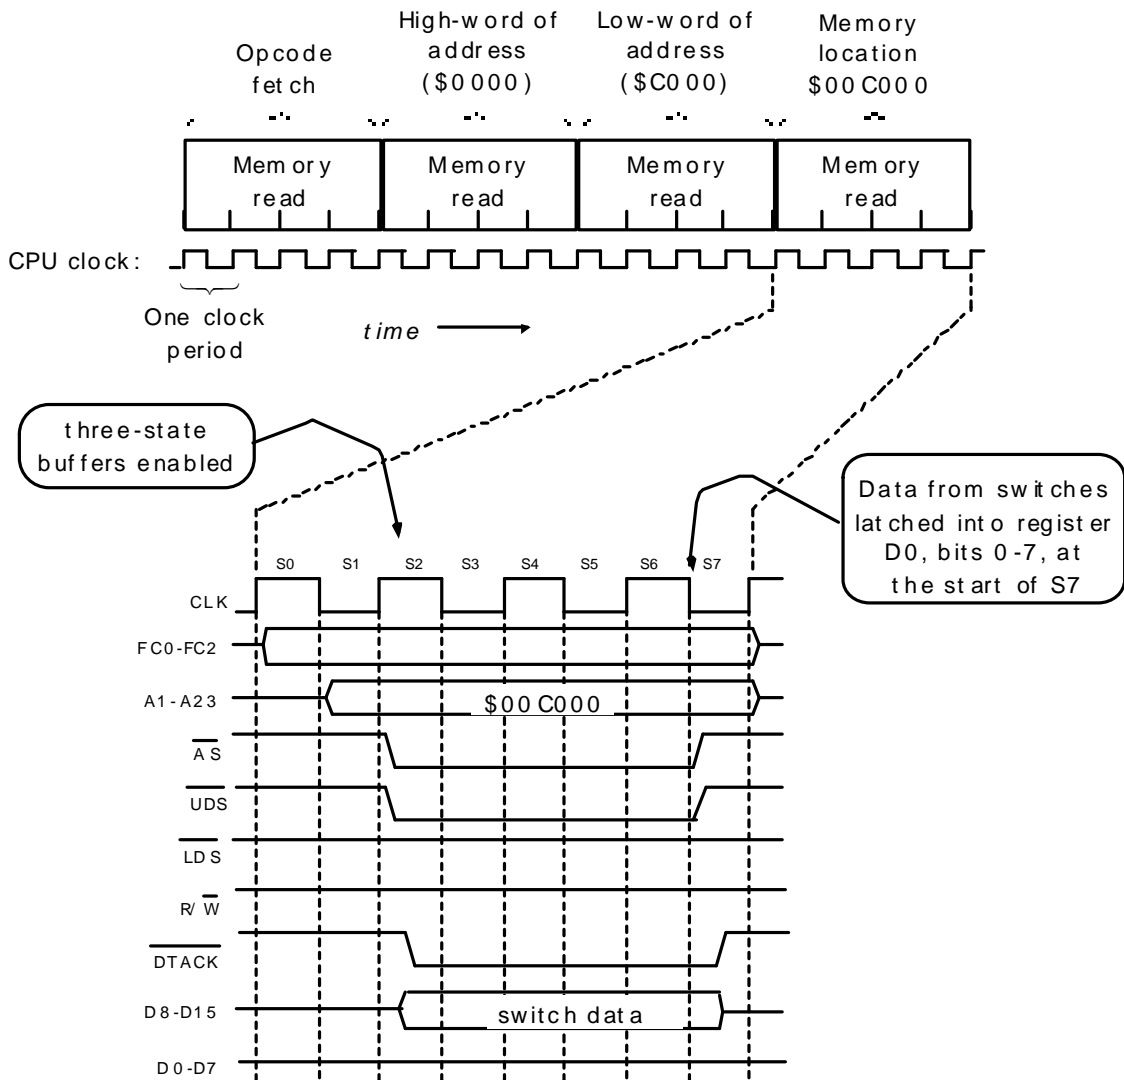 Opcode
fetch
High-word of
address
($0000)
Low-word of
address
($C000)
Memory
location
$00C000
Memory
read
Memory
read
Memory
read
Memory
read
CPU clock:
One clock
period
time
three-state
buffers enabled
Data from switches
latched into register
D0, bits 0-7, at
the start of S7
S0 S1 S2 S3 S4 S5 S6 S7
CLK
FC0-FC2
A1-A23
$00C000
AS
UDS
LDS
R/W
DTACK
D8-D15
switch data
D0-D7